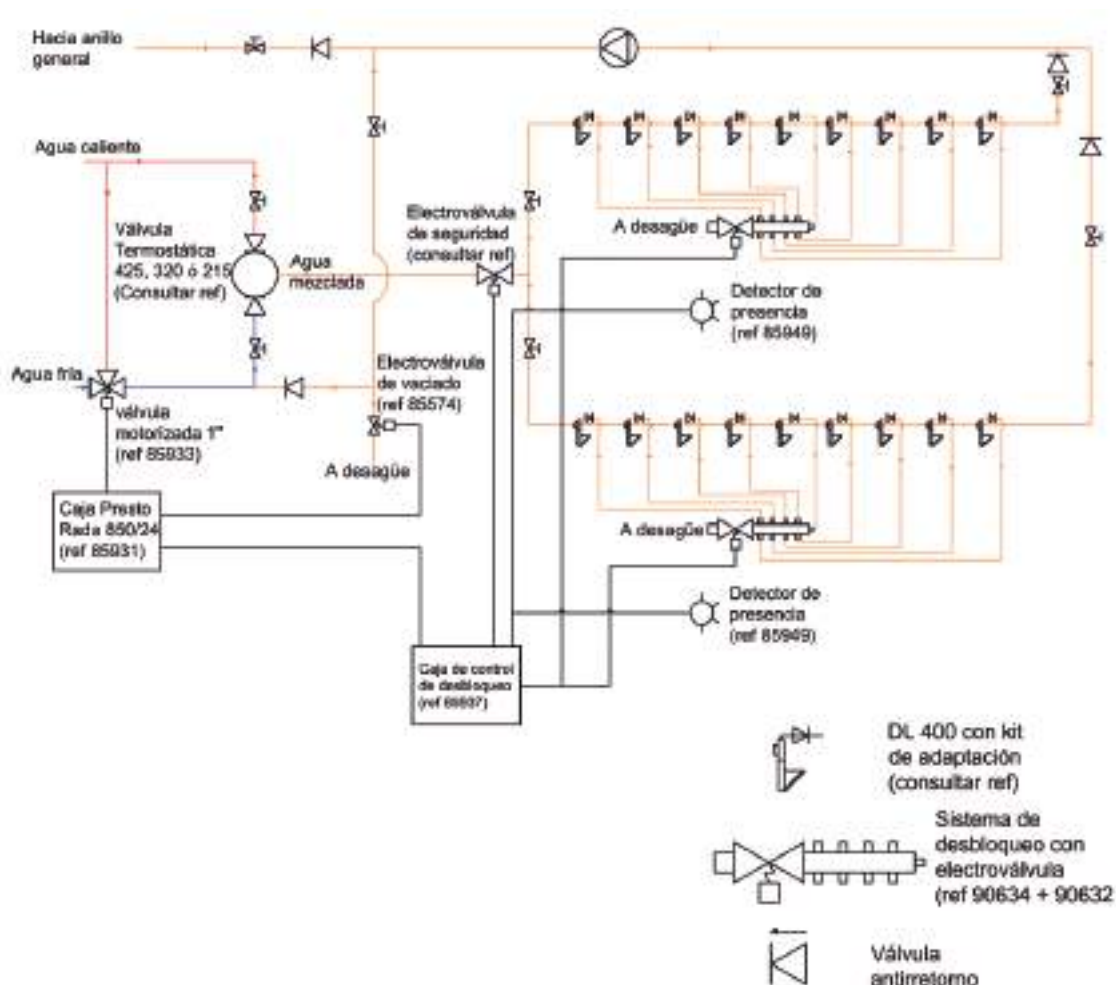 Hacia anillo
general
Agua caliente
Válvula
Termostática
425, 320 ó 215
(Consultar ref)
Agua
mezclada
Electroválvula
de seguridad
(consultar ref)
A desagüe
Detector de
presencia
(ref 85949)
Agua fría
válvula
motorizada 1"
(ref 85933)
Electroválvula
de vaciado
(ref 85574)
A desagüe
Caja Presto
Rada 850/24
(ref 85931)
A desagüe
Detector de
presencia
(ref 85949)
Caja de control
de desbloqueo
(ref 85937)
DL 400 con kit
de adaptación
(consultar ref)
Sistema de
desbloqueo con
electroválvula
(ref 90634 + 90632
Válvula
antirretorno